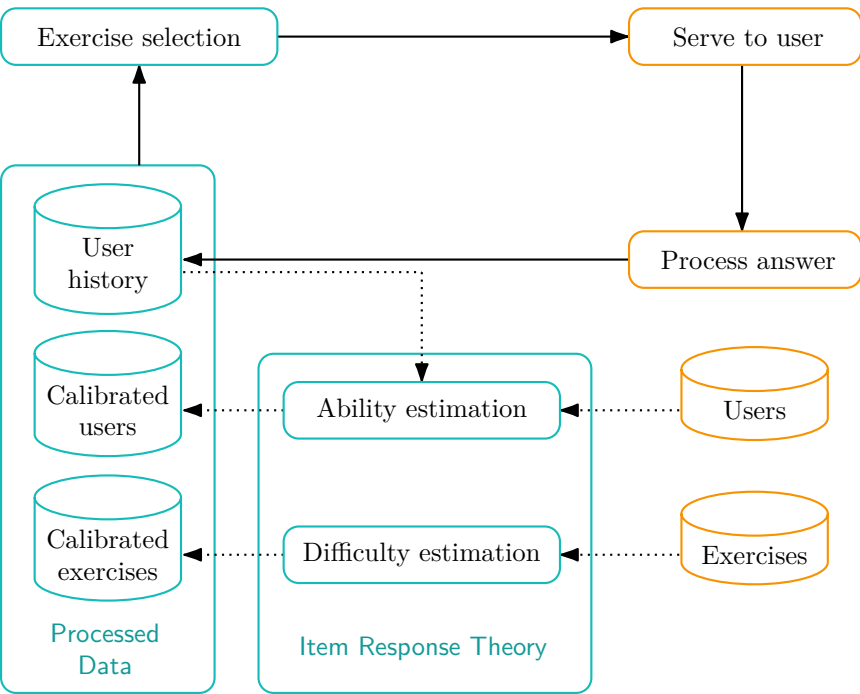 Exercise selection
Serve to user
User
history
Process answer
Calibrated
users
Ability estimation
Users
Calibrated
exercises
Difficulty estimation
Exercises
Processed
Data
Item Response Theory